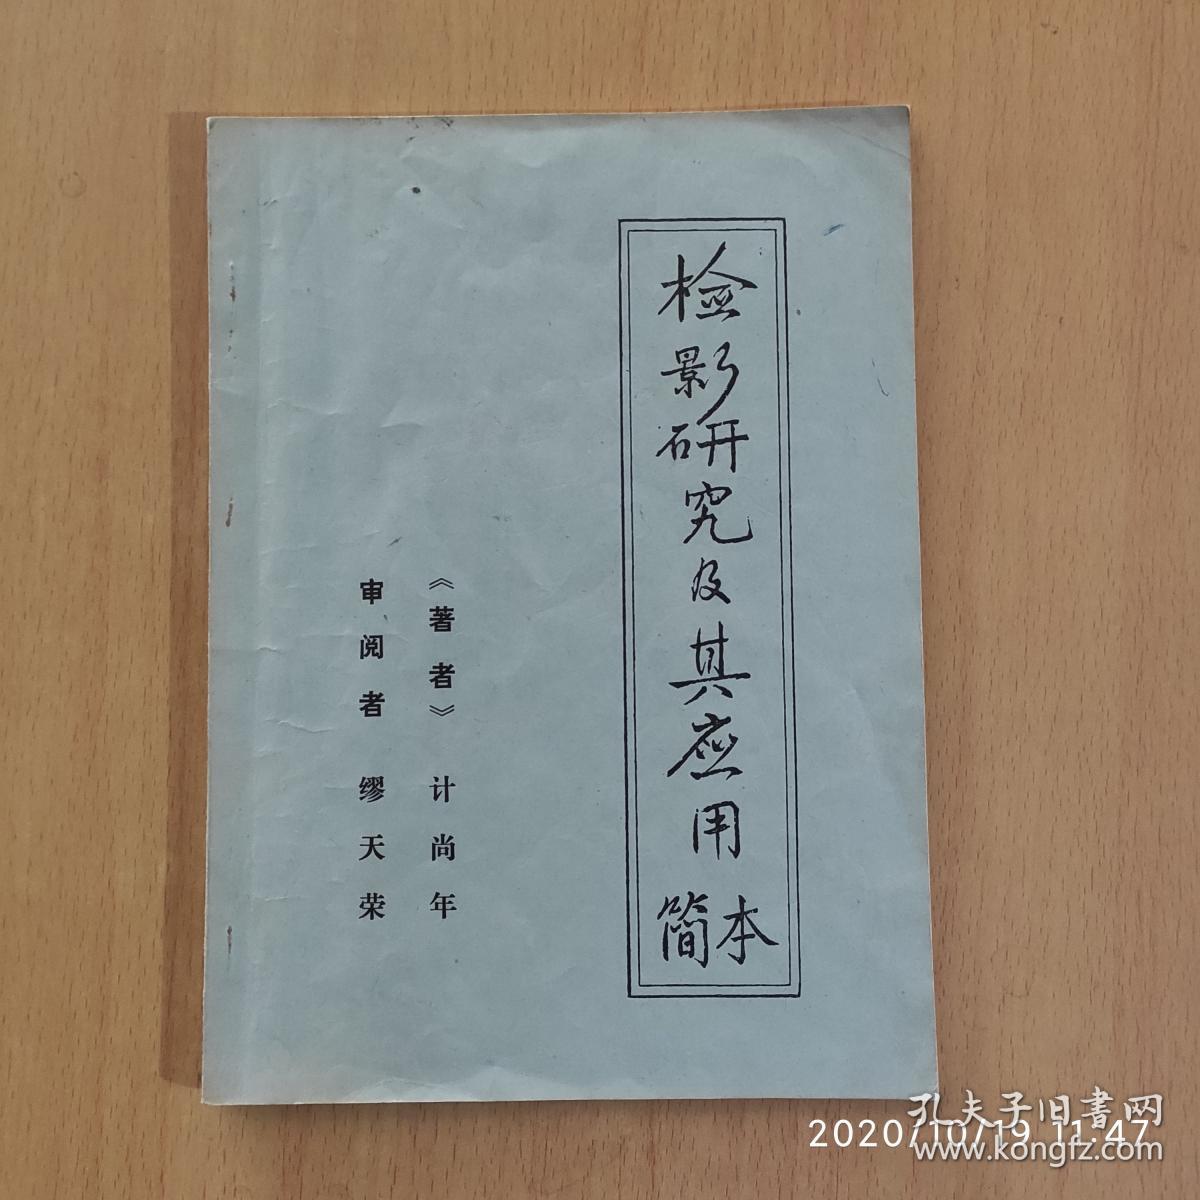 检影研究及其应用
简本
《著者》 计尚年
审阅者 缪天荣
2020/10/19 11:47
孔夫子旧書网
www.kongfz.com